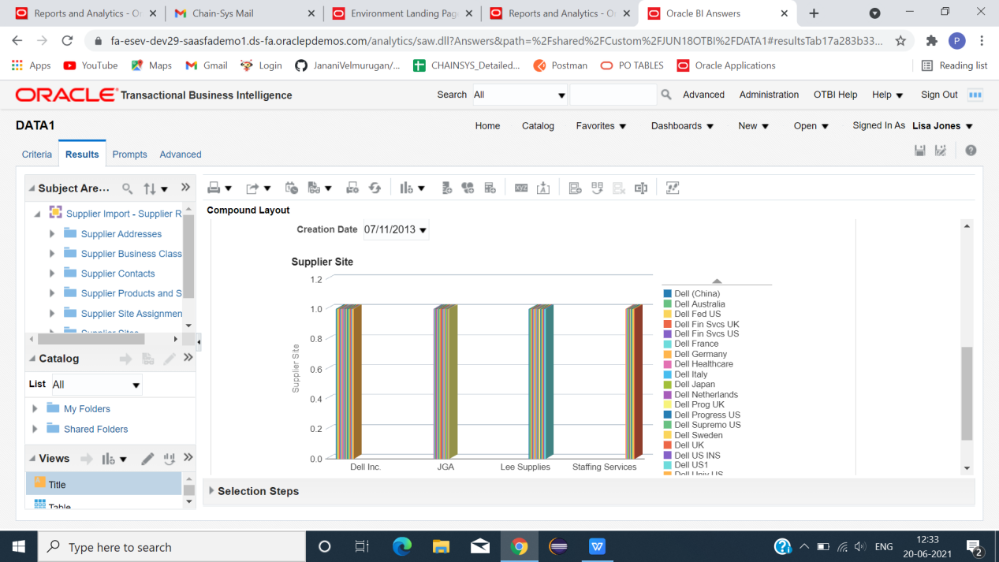 Reports and Analytics - O
Chain-Sys Mail
Environment Landing Pag
Reports and Analytics - O
Oracle BI Answers
fa-esev-dev29-saasfademo1.ds-fa.oraclepdemos.com/analytics/saw.dll?Answers&path=%2Fshared%2FCustom%2FJUN18OTBI%2FDATA1#resultsTab17a283b33...
P
Apps
YouTube
Maps
Gmail
Login
JananiVelmurugan/...
CHAINSYS_Detailed...
Postman
PO TABLES
Oracle Applications
Reading list
ORACLE Transactional Business Intelligence
Search All
Advanced
Administration
OTBI Help
Help
Sign Out
DATA1
Home
Catalog
Favorites
Dashboards
New
Open
Signed In As Lisa Jones
Criteria
Results
Prompts
Advanced
Subject Are...
XYZ
Compound Layout
Supplier Import - Supplier R
Supplier Addresses
Supplier Business Class
Supplier Contacts
Supplier Products and S
Supplier Site Assignmen
Supplier Sites
Catalog
List All
My Folders
Shared Folders
Views
Title
Table
Creation Date 07/11/2013
Supplier Site
1.2
1.0
0.8
0.6
0.4
0.2
0.0
Supplier Site
Dell Inc.
JGA
Lee Supplies
Staffing Services
Dell (China)
Dell Australia
Dell Fed US
Dell Fin Svcs UK
Dell Fin Svcs US
Dell France
Dell Germany
Dell Healthcare
Dell Italy
Dell Japan
Dell Netherlands
Dell Prog UK
Dell Progress US
Dell Supremo US
Dell Sweden
Dell UK
Dell US INS
Dell US1
Dell Univ US
Selection Steps
Type here to search
W
ENG
12:33
20-06-2021
2